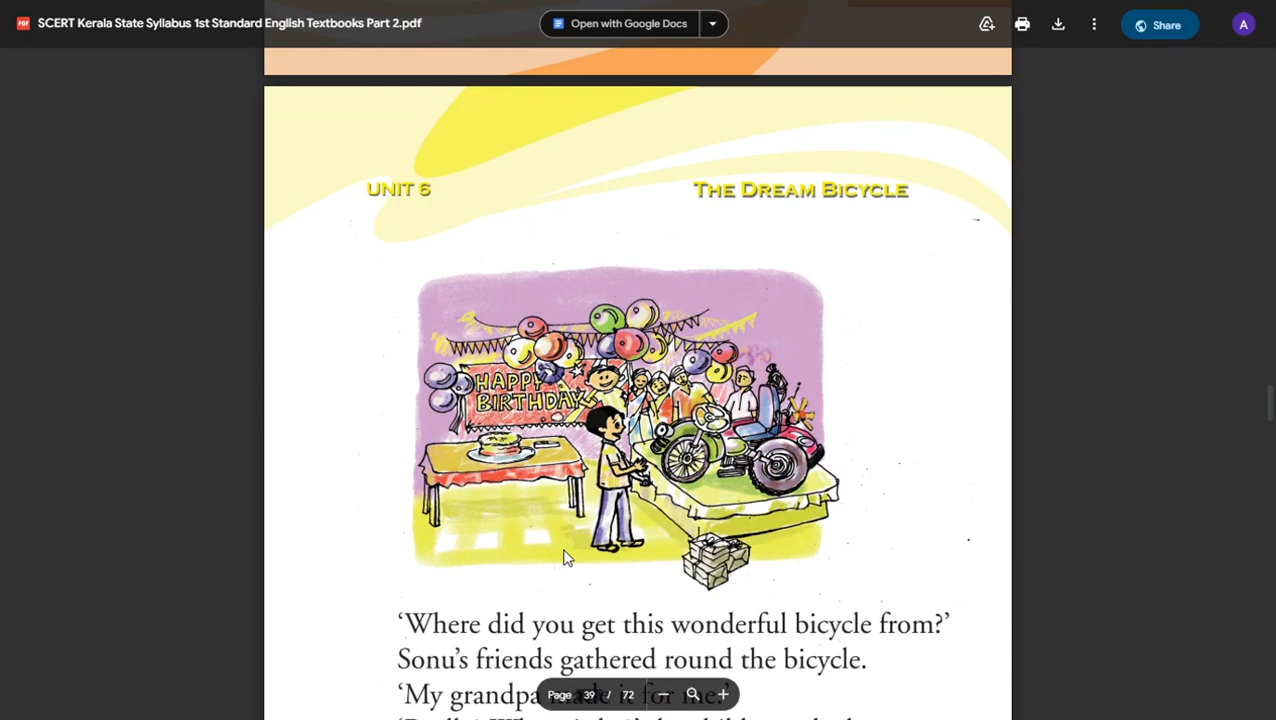 SCERT Kerala State Syllabus 1st Standard English Textbooks Part 2.pdf
Open with Google Docs
Share
A
UNIT 6
THE DREAM BICYCLE
HAPPY
BIRTHDAY
‘Where did you get this wonderful bicycle from?’
Sonu’s friends gathered round the bicycle.
‘My grandpa made it for me.’
Page 39 / 72